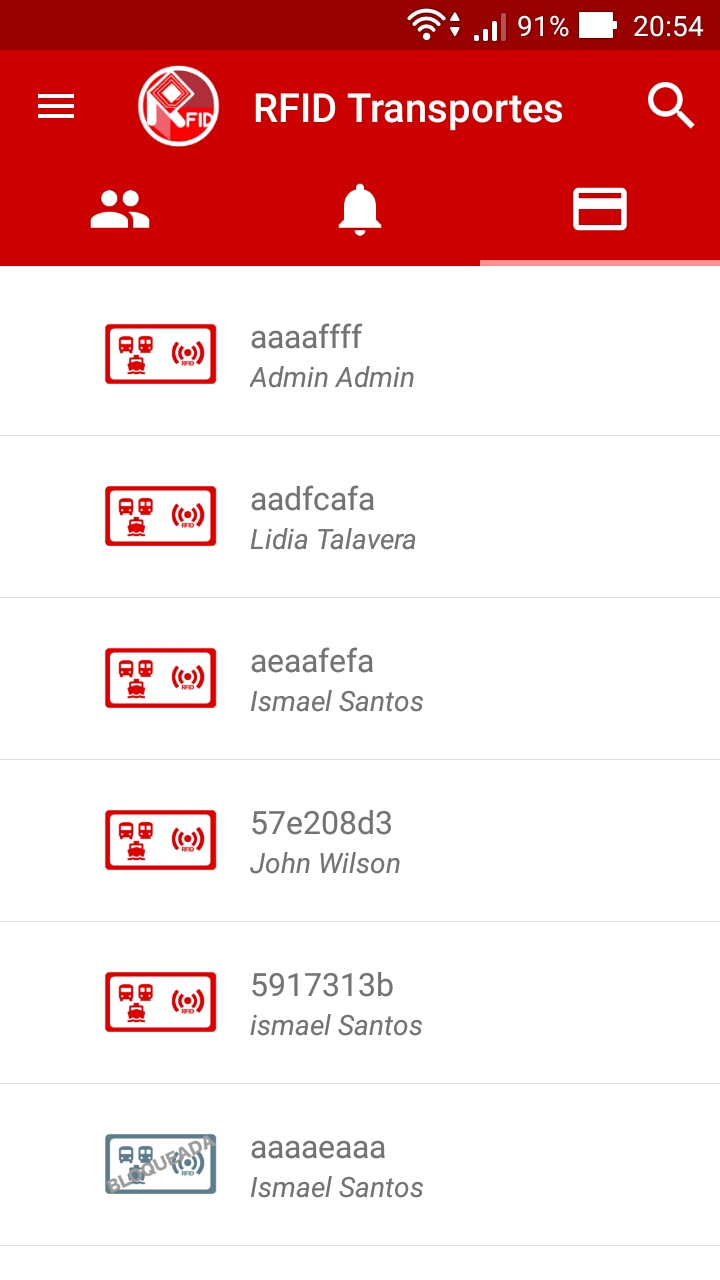 91% 20:54
RFID RFID Transportes
RFID
aaaaffff
Admin Admin
RFID
aadfcafa
Lidia Talavera
RFID
aeaafefa
Ismael Santos
RFID
57e208d3
John Wilson
RFID
5917313b
ismael Santos
BLOQUEADA
RFID
aaaaeaaa
Ismael Santos